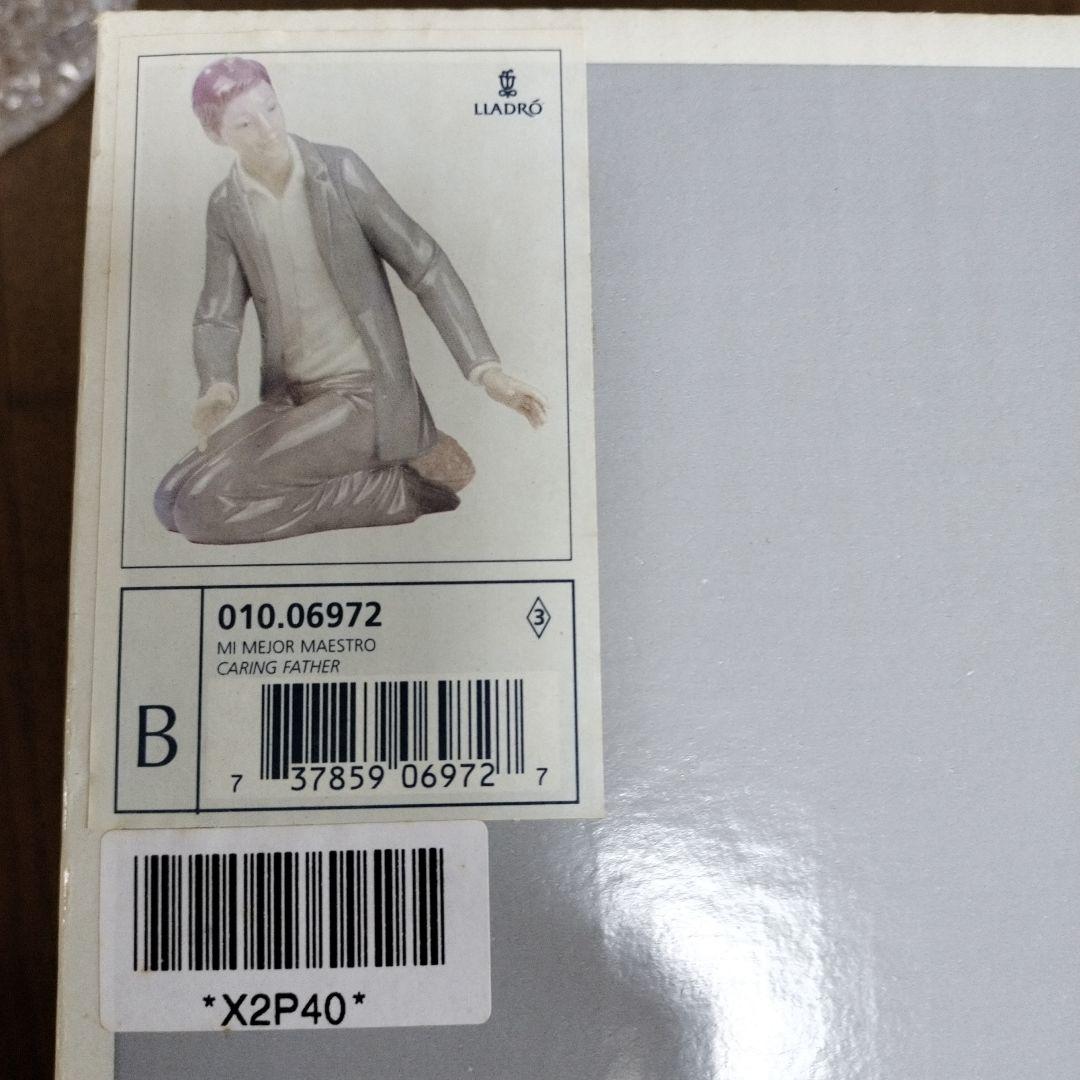 LLADRÓ
010.06972
3
MI MEJOR MAESTRO
CARING FATHER
B
7 37859 06972 7
*X2P40*